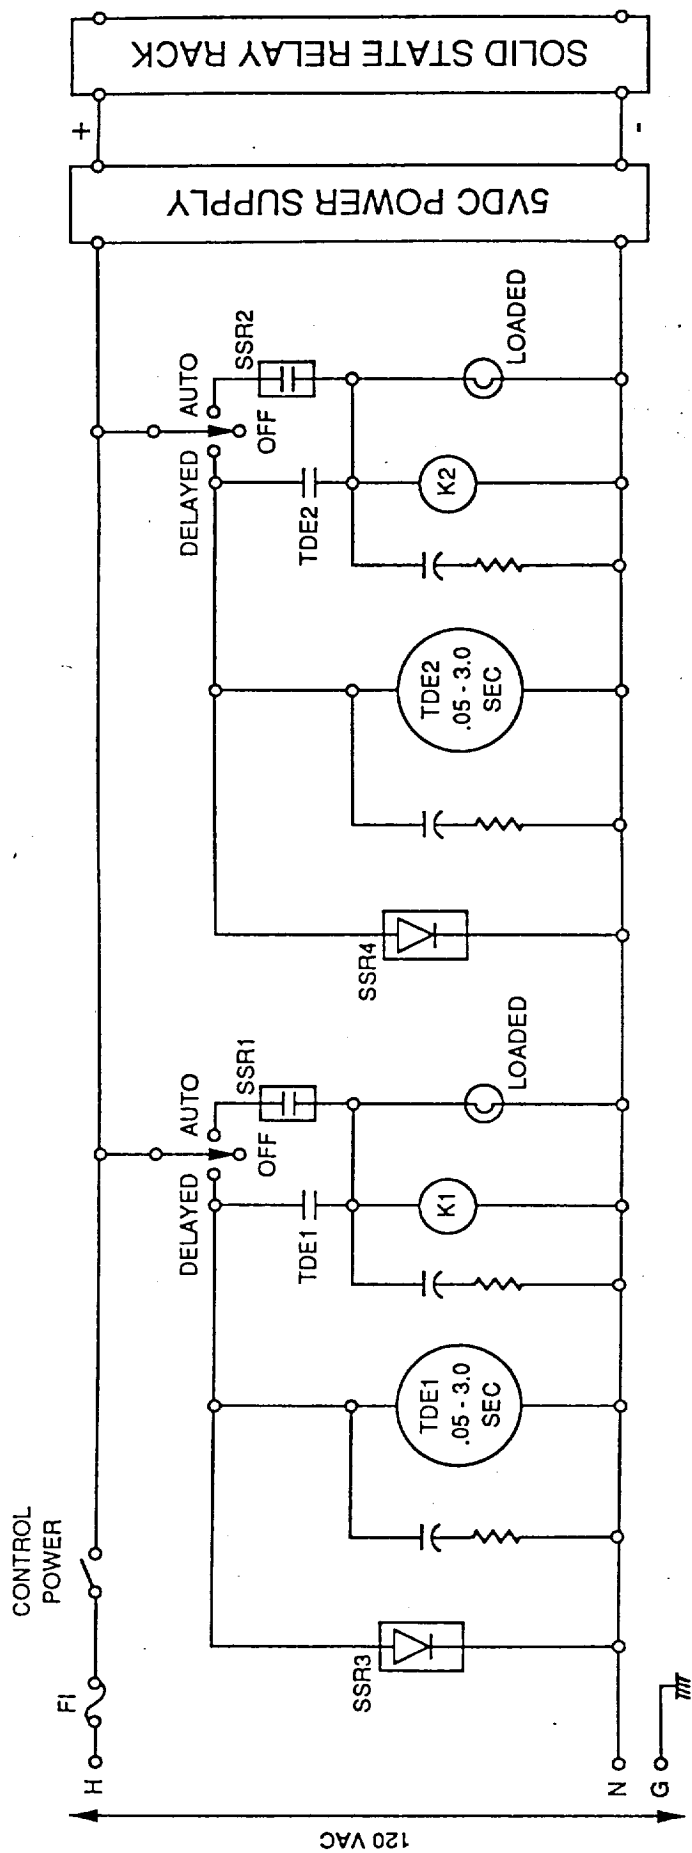 120 VAC
H
N
G
FI
CONTROL
POWER
SSR3
TDE1
.05 - 3.0
SEC
DELAYED
AUTO
OFF
TDE1
SSR1
K1
LOADED
SSR4
TDE2
.05 - 3.0
SEC
DELAYED
AUTO
OFF
TDE2
SSR2
K2
LOADED
5VDC POWER SUPPLY
+
-
SOLID STATE RELAY RACK